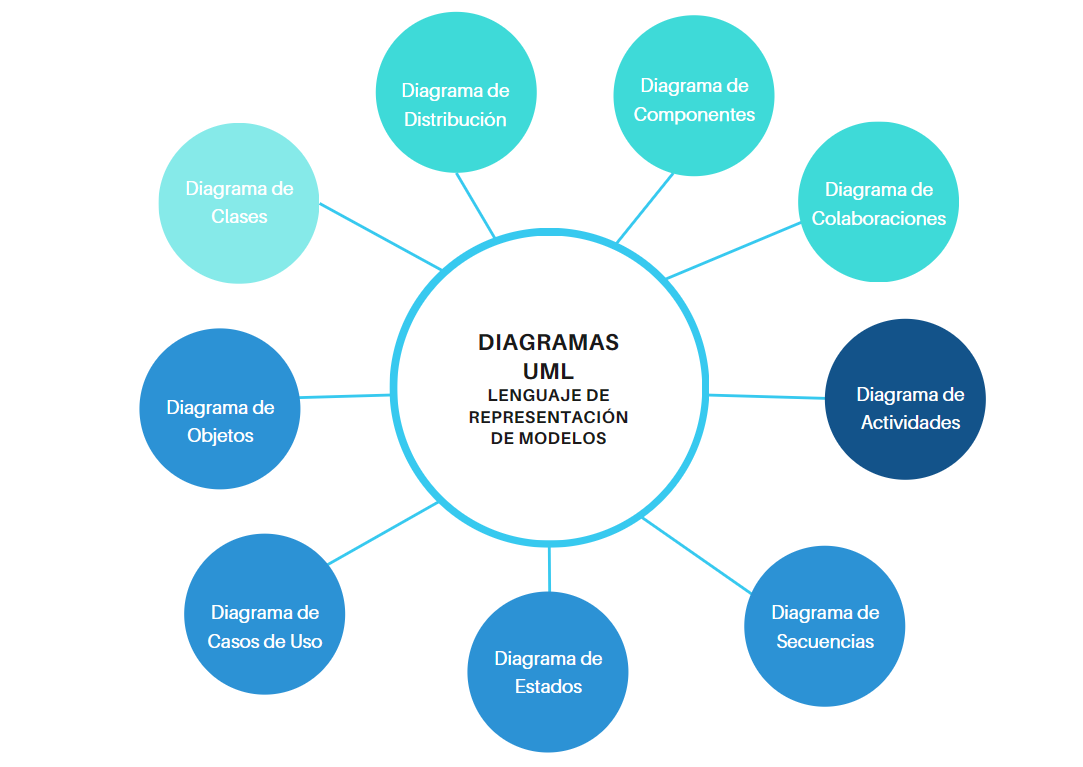 Diagrama de
Distribución
Diagrama de
Componentes
Diagrama de
Clases
Diagrama de
Colaboraciones
DIAGRAMAS
UML
LENGUAJE DE
REPRESENTACIÓN
DE MODELOS
Diagrama de
Objetos
Diagrama de
Actividades
Diagrama de
Casos de Uso
Diagrama de
Estados
Diagrama de
Secuencias